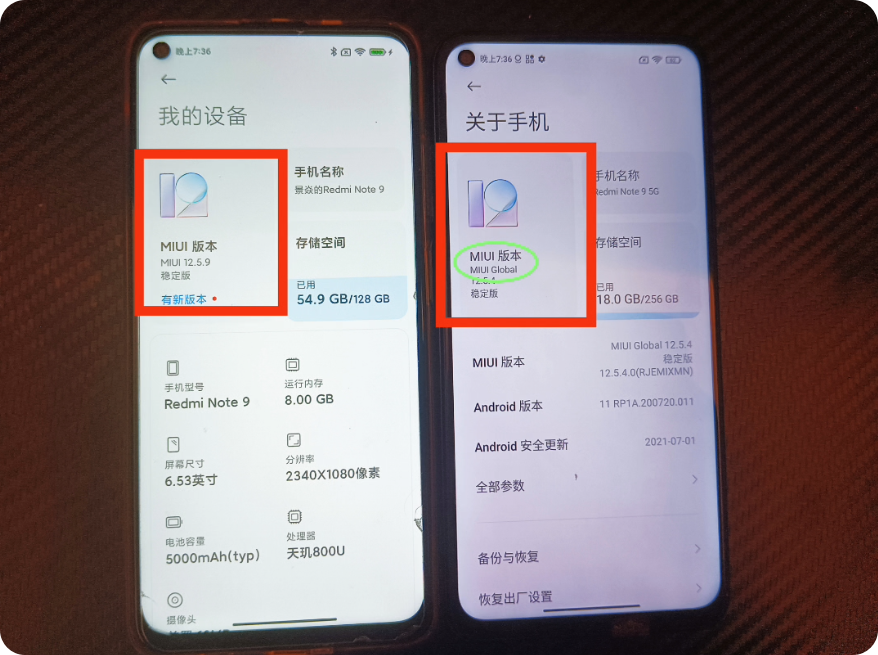 晚上7:36
我的设备
MIUI 版本
MIUI 12.5.9
稳定版
有新版本
手机名称
景焱的Redmi Note 9
存储空间
已用
54.9 GB/128 GB
手机型号
Redmi Note 9
运行内存
8.00 GB
屏幕尺寸
6.53英寸
分辨率
2340X1080像素
电池容量
5000mAh(typ)
处理器
天玑800U
摄像头
晚上7:36
关于手机
MIUI 版本
MIUI Global
12.5.4
稳定版
手机名称
Redmi Note 9 5G
存储空间
已用
18.0 GB/256 GB
MIUI 版本
MIUI Global 12.5.4
稳定版
12.5.4.0(RJEMIXMN)
Android 版本
11 RP1A.200720.011
Android 安全更新
2021-07-01
全部参数
备份与恢复
恢复出厂设置